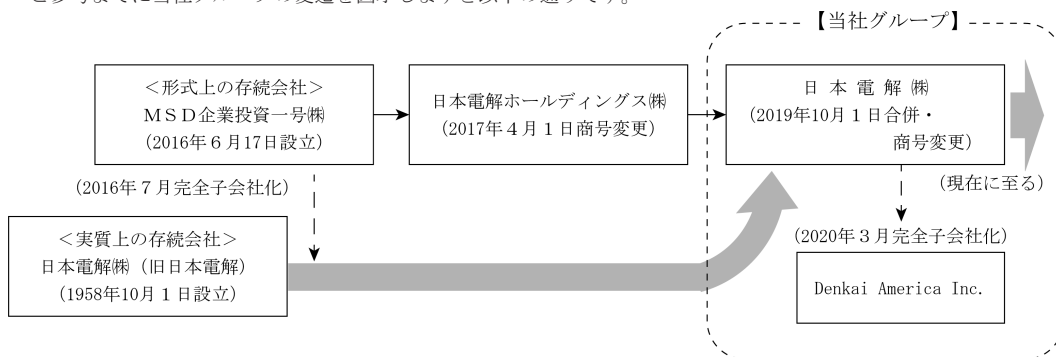 ご参考までに当社グループの変遷を図示しますと以下の通りです。
【当社グループ】
＜形式上の存続会社＞
ＭＳＤ企業投資一号㈱
(2016年６月17日設立)
日本電解ホールディングス㈱
(2017年４月１日商号変更)
日 本 電 解 ㈱
(2019年10月１日合併・
商号変更)
(2016年７月完全子会社化)
(現在に至る)
＜実質上の存続会社＞
日本電解㈱（旧日本電解）
(1958年10月１日設立)
(2020年３月完全子会社化)
Denkai America Inc.